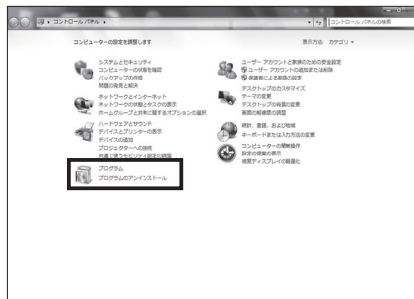 コントロール パネル
コントロール パネルの検索
コンピューターの設定を調整します
表示方法: カテゴリ
システムとセキュリティ
コンピューターの状態を確認
バックアップの作成
問題の発見と解決
ネットワークとインターネット
ネットワークの状態とタスクの表示
ホームグループと共有に関するオプションの選択
ハードウェアとサウンド
デバイスとプリンターの表示
デバイスの追加
プロジェクターへの接続
共通で使うモビリティ設定の調整
プログラム
プログラムのアンインストール
ユーザー アカウントと家族のための安全設定
ユーザー アカウントの追加または削除
保護者による制限の設定
デスクトップのカスタマイズ
テーマの変更
デスクトップの背景の変更
画面の解像度の調整
時計、言語、および地域
キーボードまたは入力方法の変更
コンピューターの簡単操作
設定の提案の表示
視覚ディスプレイの最適化